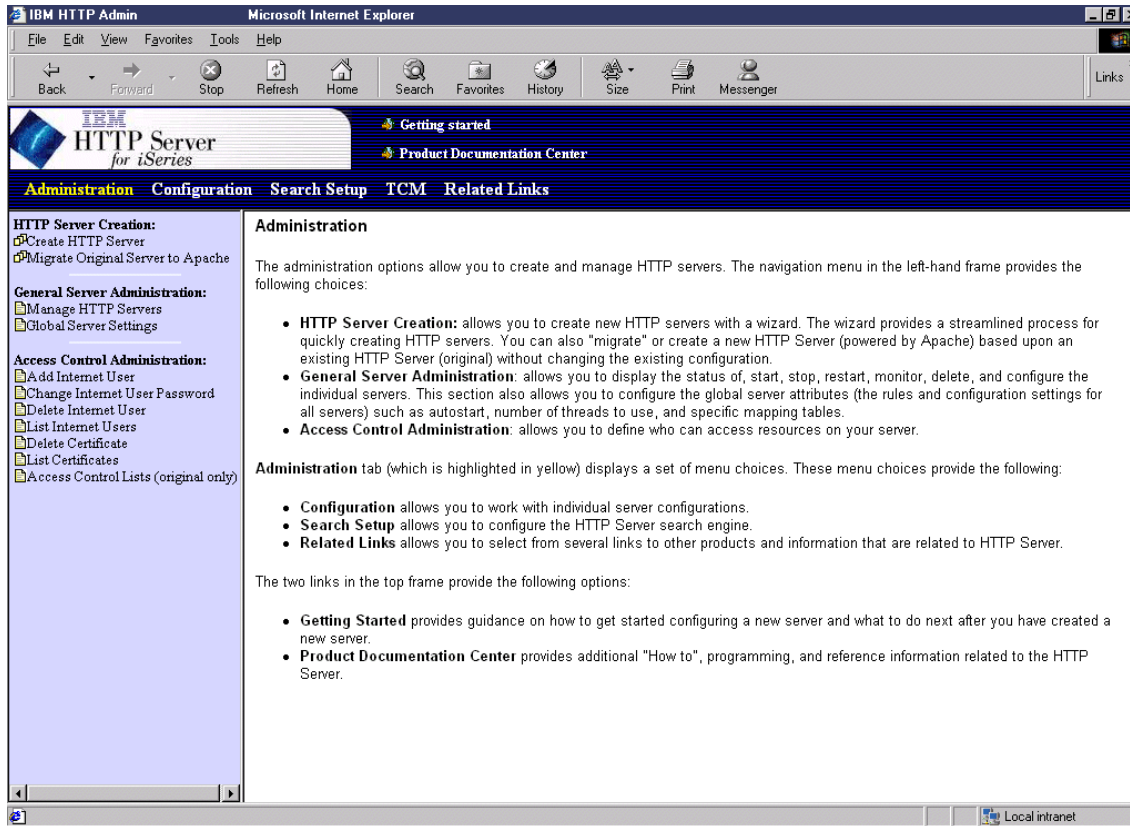 IBM HTTP Admin Microsoft Internet Explorer
File Edit View Favorites Tools Help
Back Forward Stop Refresh Home Search Favorites History Size Print Messenger Links
IBM
HTTP Server
for iSeries
Getting started
Product Documentation Center
Administration Configuration Search Setup TCM Related Links
HTTP Server Creation:
Create HTTP Server
Migrate Original Server to Apache
General Server Administration:
Manage HTTP Servers
Global Server Settings
Access Control Administration:
Add Internet User
Change Internet User Password
Delete Internet User
List Internet Users
Delete Certificate
List Certificates
Access Control Lists (original only)
Administration
The administration options allow you to create and manage HTTP servers. The navigation menu in the left-hand frame provides the
following choices:
• HTTP Server Creation: allows you to create new HTTP servers with a wizard. The wizard provides a streamlined process for
quickly creating HTTP servers. You can also "migrate" or create a new HTTP Server (powered by Apache) based upon an
existing HTTP Server (original) without changing the existing configuration.
• General Server Administration: allows you to display the status of, start, stop, restart, monitor, delete, and configure the
individual servers. This section also allows you to configure the global server attributes (the rules and configuration settings for
all servers) such as autostart, number of threads to use, and specific mapping tables.
• Access Control Administration: allows you to define who can access resources on your server.
Administration tab (which is highlighted in yellow) displays a set of menu choices. These menu choices provide the following:
• Configuration allows you to work with individual server configurations.
• Search Setup allows you to configure the HTTP Server search engine.
• Related Links allows you to select from several links to other products and information that are related to HTTP Server.
The two links in the top frame provide the following options:
• Getting Started provides guidance on how to get started configuring a new server and what to do next after you have created a
new server.
• Product Documentation Center provides additional "How to", programming, and reference information related to the HTTP
Server.
Local intranet